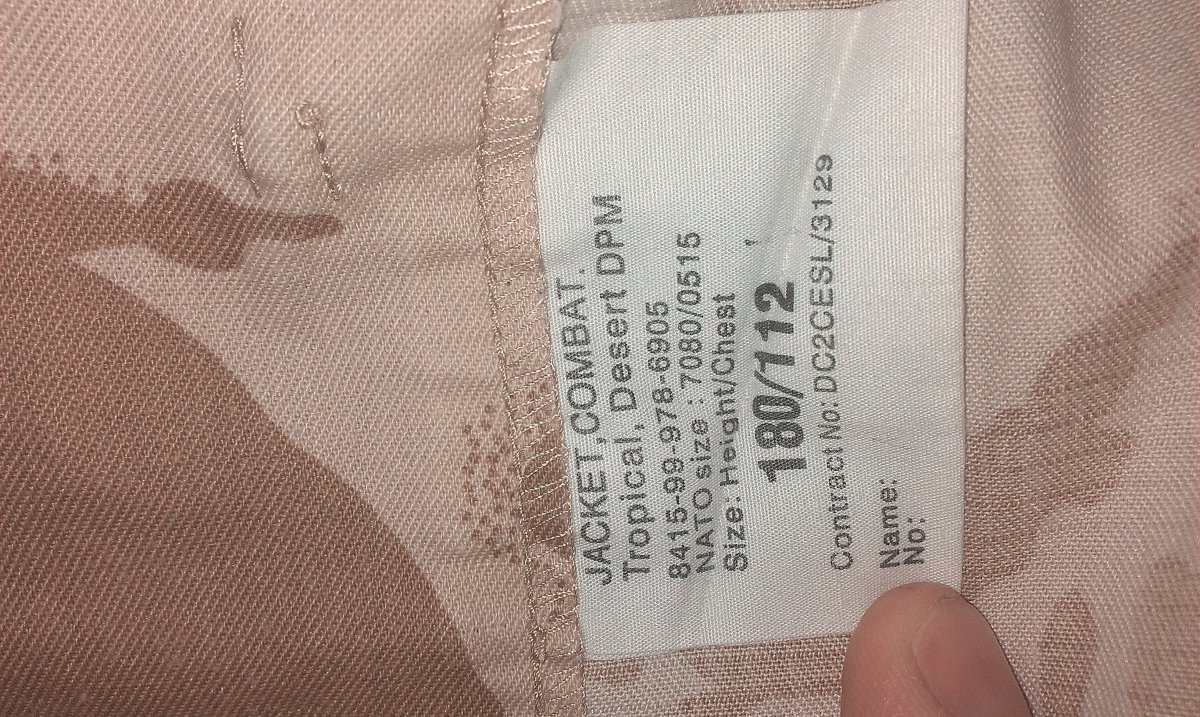 JACKET,COMBAT.
Tropical, Desert DPM
8415-99-978-6905
NATO size : 7080/0515
Size: Height/Chest
180/112
Contract No: DC2CESL/3129
Name:
No: